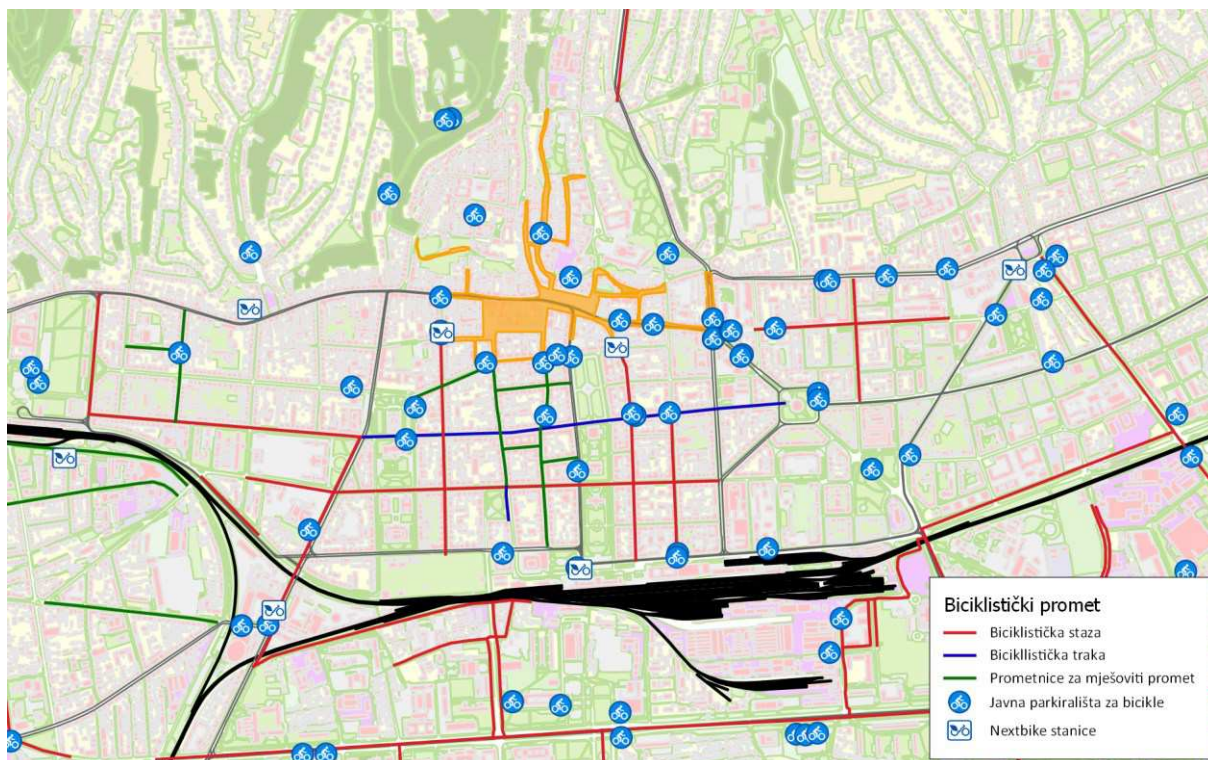 Biciklistički promet
Biciklistička staza
Bicikllistička traka
Prometnice za mješoviti promet
Javna parkirališta za bicikle
Nextbike stanice